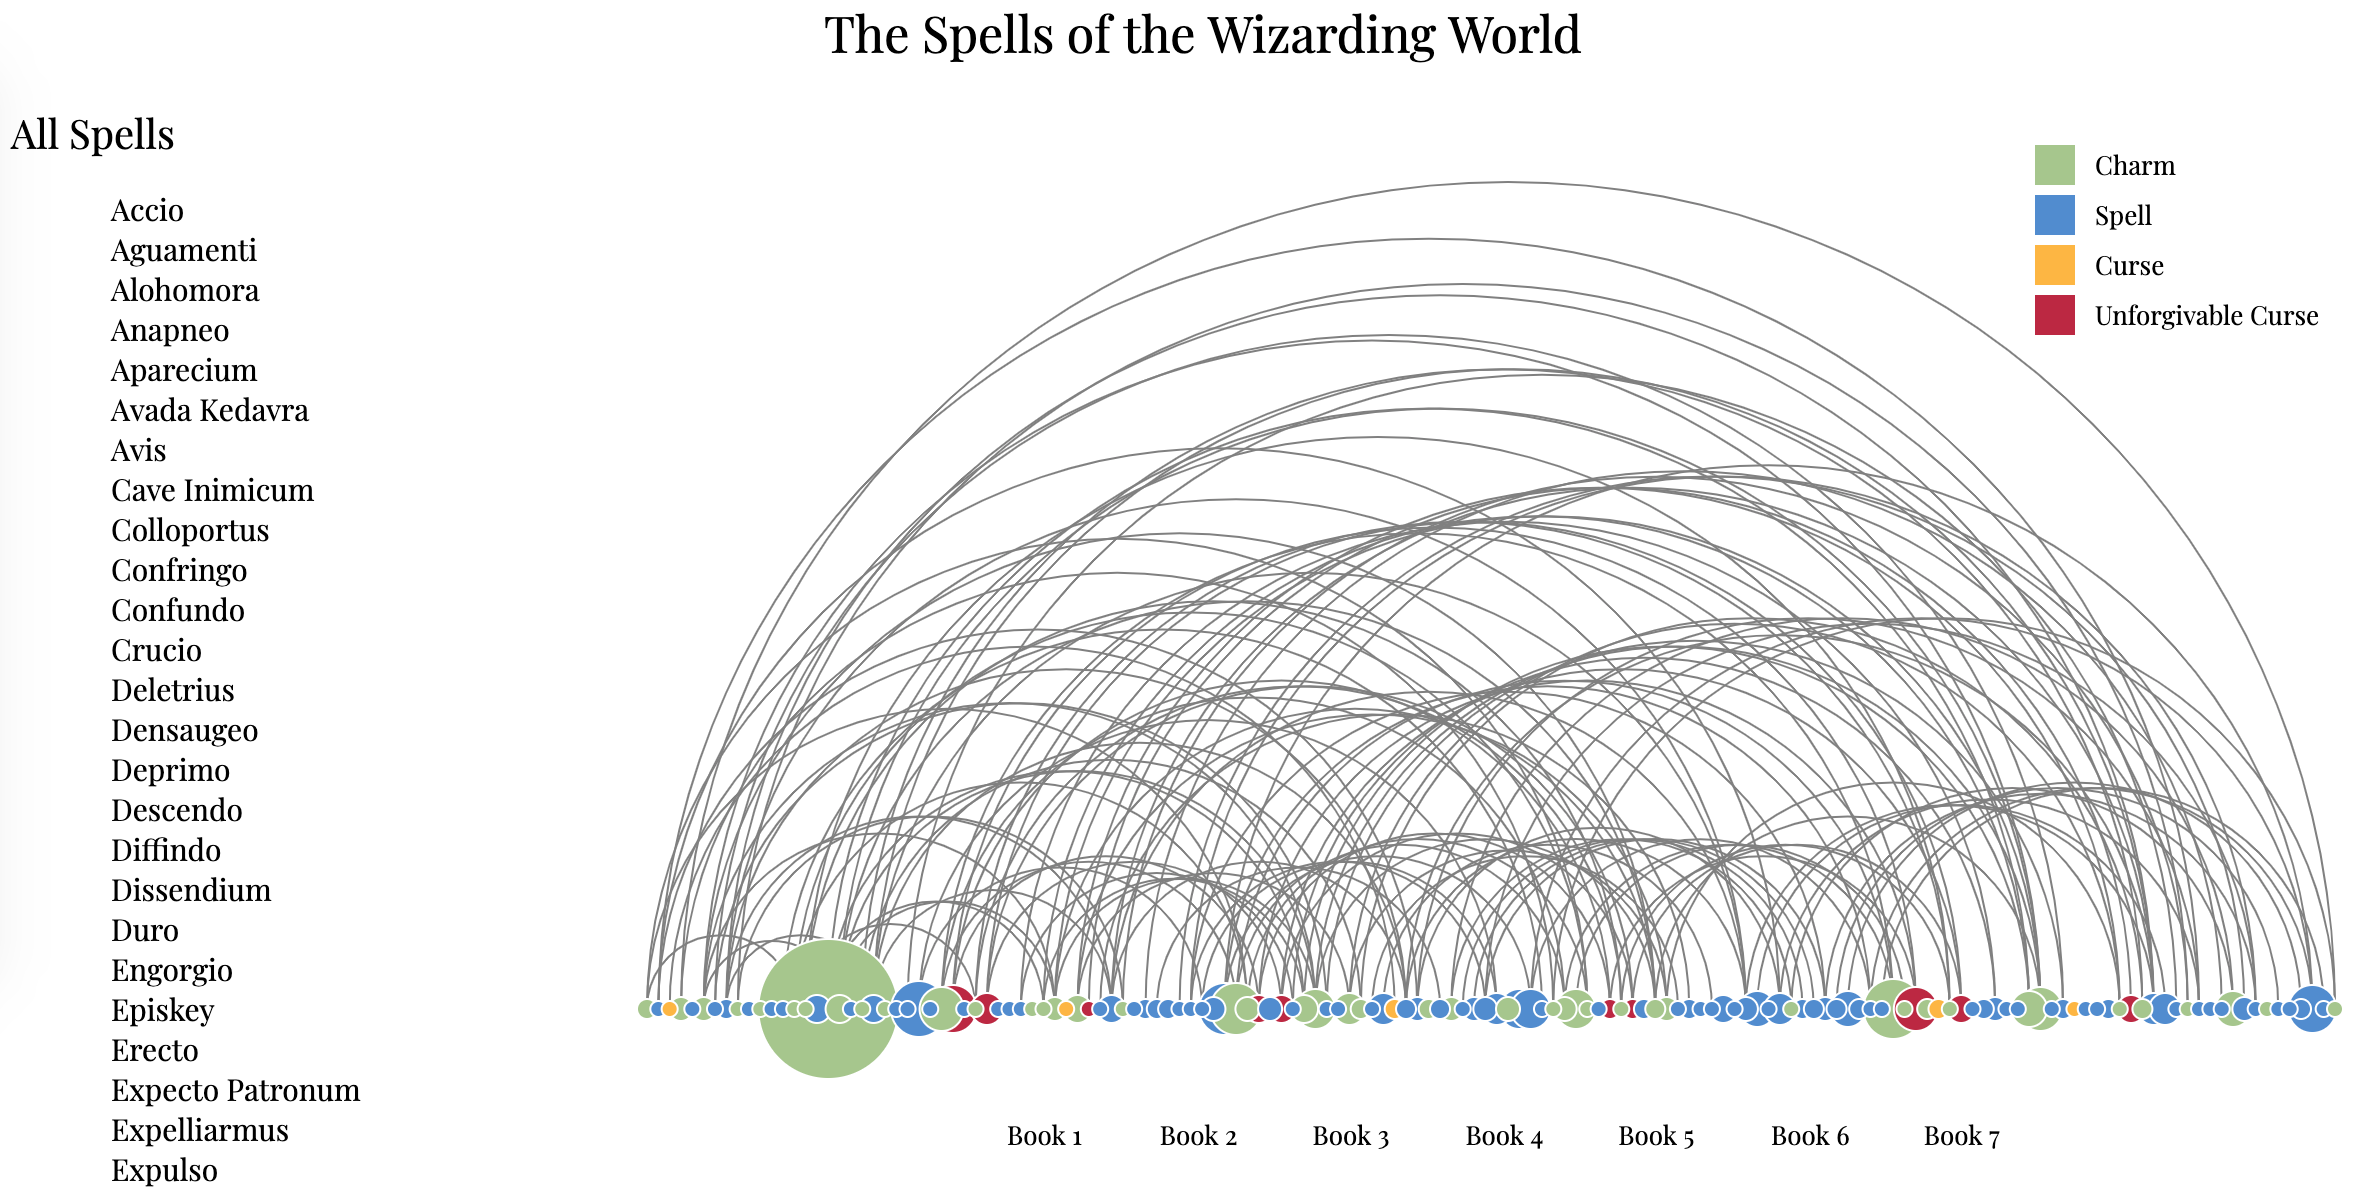 The Spells of the Wizarding World
All Spells
Accio
Aguamenti
Alohomora
Anapneo
Aparecium
Avada Kedavra
Avis
Cave Inimicum
Colloportus
Confringo
Confundo
Crucio
Deletrius
Densaugeo
Deprimo
Descendo
Diffindo
Dissendium
Duro
Engorgio
Episkey
Erecto
Expecto Patronum
Expelliarmus
Expulso
Charm
Spell
Curse
Unforgivable Curse
Book 1 Book 2 Book 3 Book 4 Book 5 Book 6 Book 7